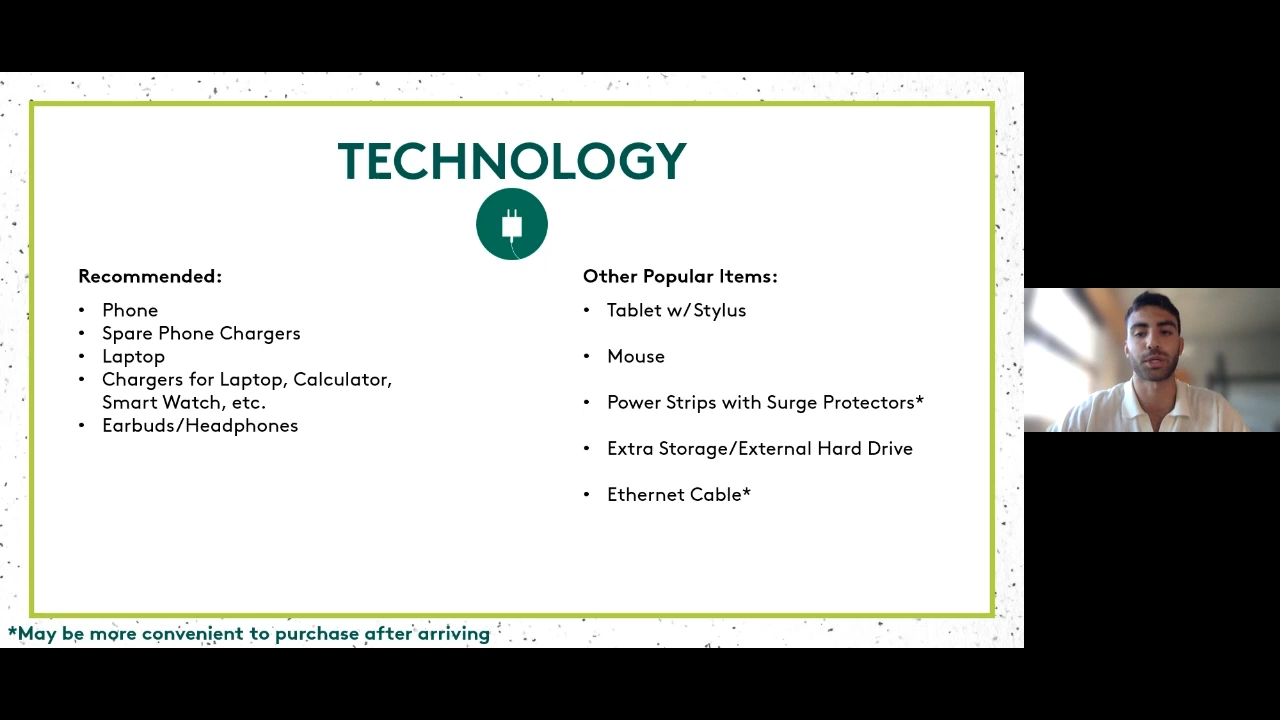 TECHNOLOGY
Recommended:
• Phone
• Spare Phone Chargers
• Laptop
• Chargers for Laptop, Calculator,
Smart Watch, etc.
• Earbuds/Headphones
Other Popular Items:
• Tablet w/Stylus
• Mouse
• Power Strips with Surge Protectors*
• Extra Storage/External Hard Drive
• Ethernet Cable*
*May be more convenient to purchase after arriving